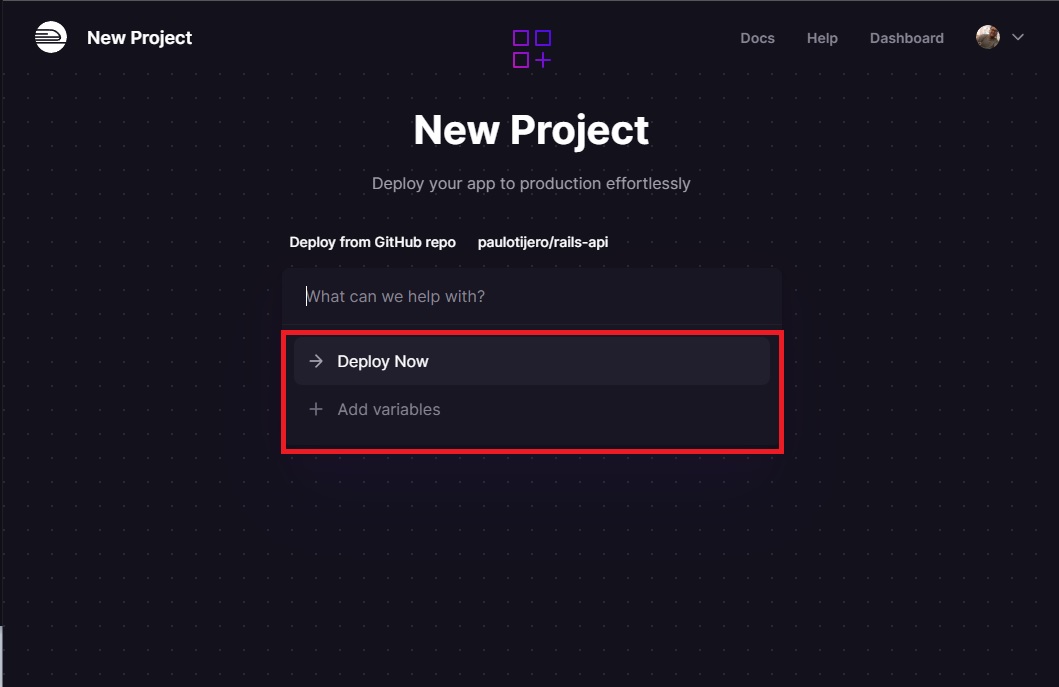 New Project
Docs Help Dashboard
New Project
Deploy your app to production effortlessly
Deploy from GitHub repo paulotijero/rails-api
What can we help with?
Deploy Now
Add variables